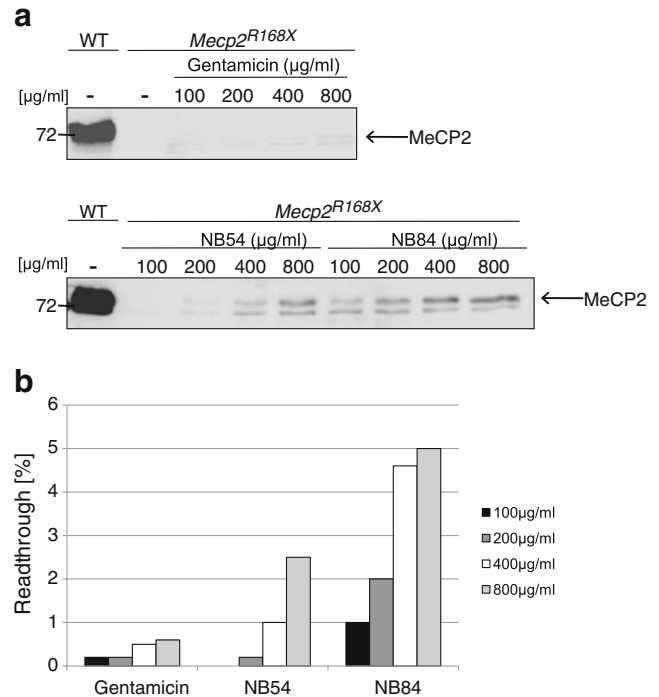 a
WT Mecp2R168X
Gentamicin (µg/ml)
[µg/ml] - - 100 200 400 800
72 MeCP2
WT Mecp2R168X
NB54 (µg/ml) NB84 (µg/ml)
[µg/ml] - 100 200 400 800 100 200 400 800
72 MeCP2
b
Readthrough [%]
6
5
4
3
2
1
0
Gentamicin NB54 NB84
100µg/ml
200µg/ml
400µg/ml
800µg/ml